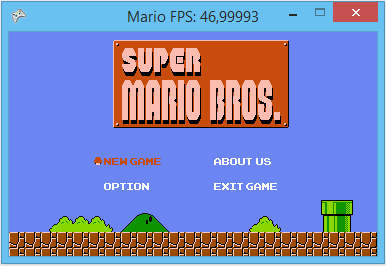 Mario FPS: 46,99993
SUPER
MARIO BROS.
NEW GAME ABOUT US
OPTION EXIT GAME